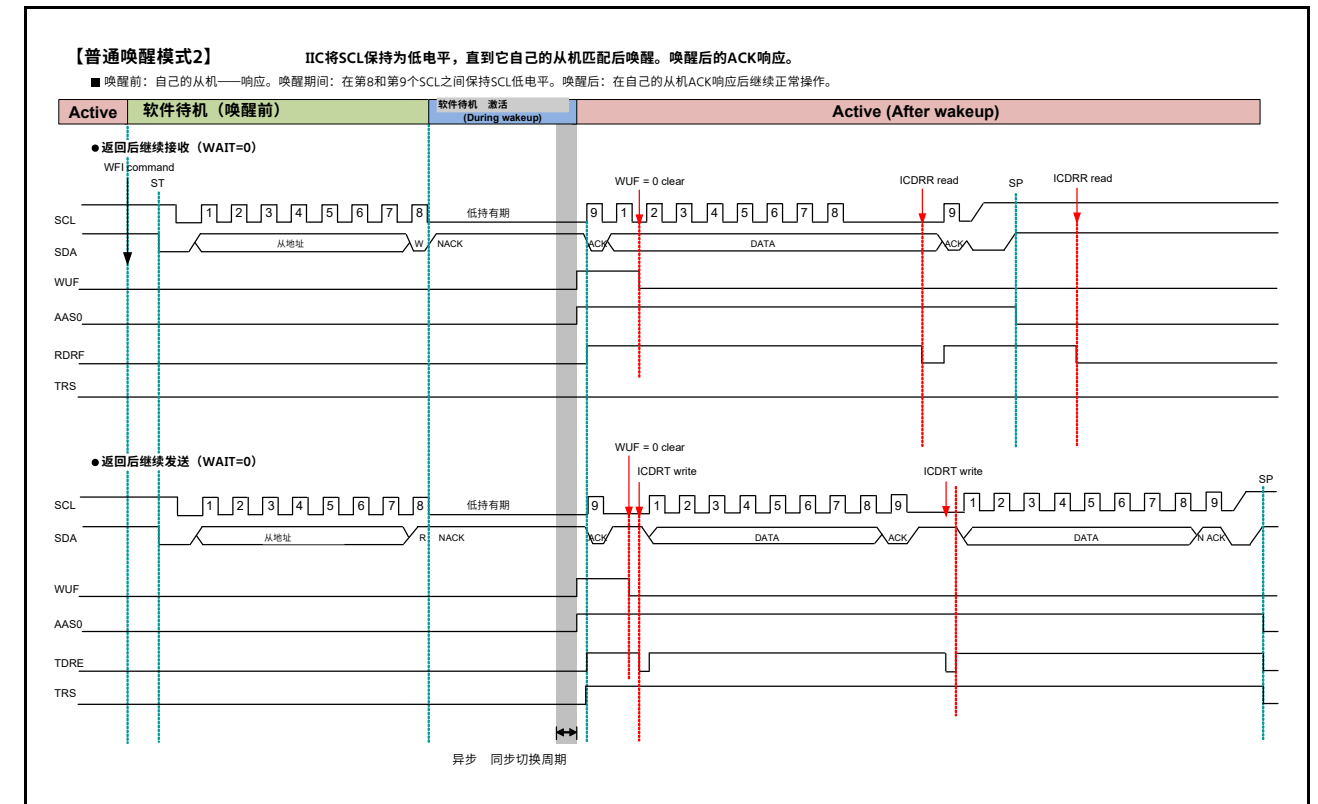 【普通唤醒模式2】 IIC将SCL保持为低电平，直到它自己的从机匹配后唤醒。唤醒后的ACK响应。
■ 唤醒前：自己的从机——响应。唤醒期间：在第8和第9个SCL之间保持SCL低电平。唤醒后：在自己的从机ACK响应后继续正常操作。
Active 软件待机（唤醒前） 软件待机 激活 (During wakeup) Active (After wakeup)
●返回后继续接收（WAIT=0）
WFI command
ST WUF = 0 clear ICDRR read SP ICDRR read
SCL 1 2 3 4 5 6 7 8 低持有期 9 1 2 3 4 5 6 7 8 9
SDA 从地址 W NACK ACK DATA ACK
WUF
AAS0
RDRF
TRS
●返回后继续发送（WAIT=0）
WUF = 0 clear
ICDRT write ICDRT write SP
SCL 1 2 3 4 5 6 7 8 低持有期 9 1 2 3 4 5 6 7 8 9 1 2 3 4 5 6 7 8 9
SDA 从地址 R NACK ACK DATA ACK DATA N ACK
WUF
AAS0
TDRE
TRS
异步 同步切换周期